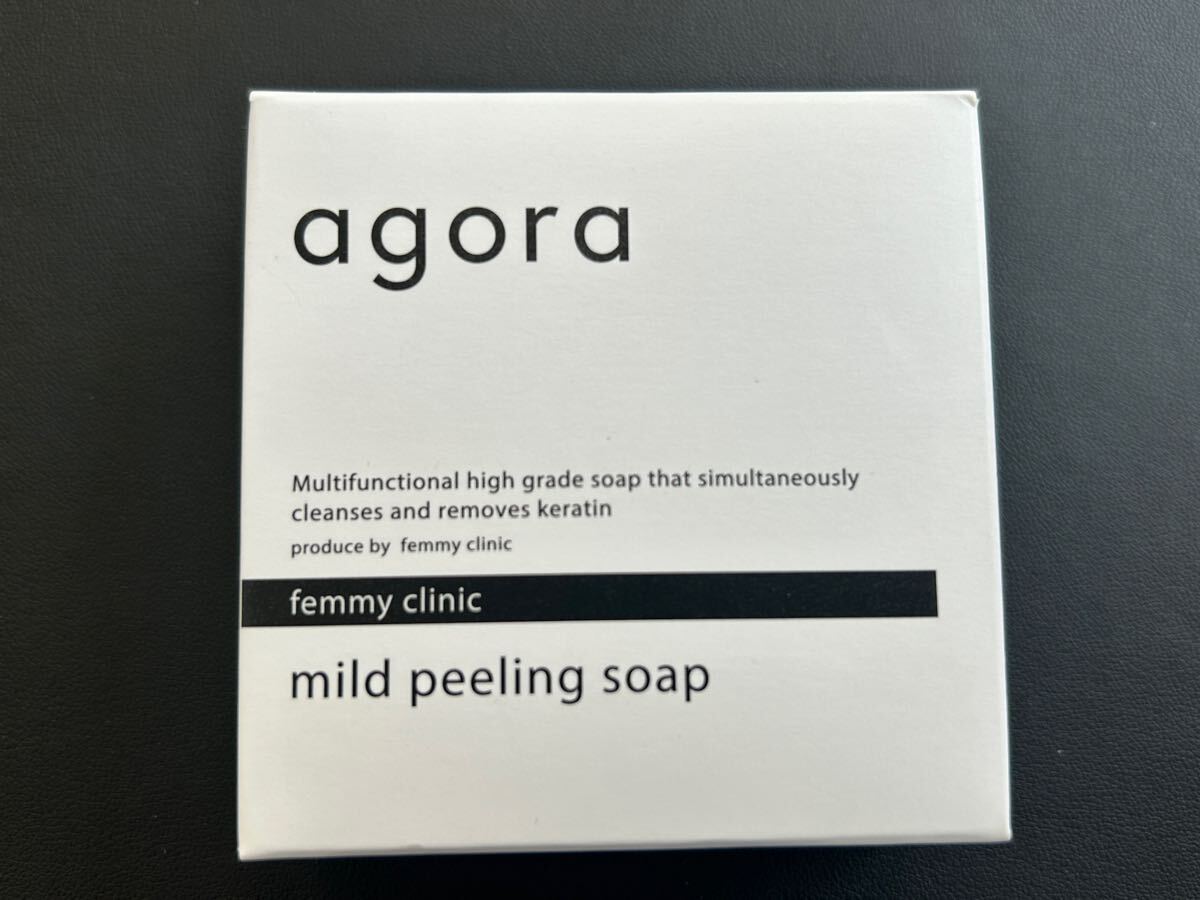 agora
Multifunctional high grade soap that simultaneously
cleanses and removes keratin
produce by femmy clinic
femmy clinic
mild peeling soap